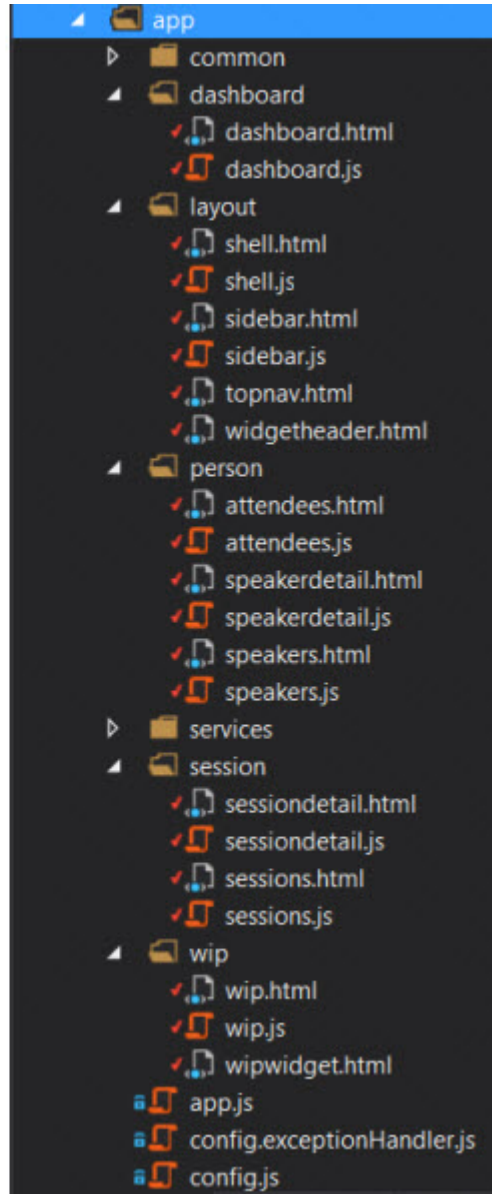 app
common
dashboard
dashboard.html
dashboard.js
layout
shell.html
shell.js
sidebar.html
sidebar.js
topnav.html
widgetheader.html
person
attendees.html
attendees.js
speakerdetail.html
speakerdetail.js
speakers.html
speakers.js
services
session
sessiondetail.html
sessiondetail.js
sessions.html
sessions.js
wip
wip.html
wip.js
wipwidget.html
app.js
config.exceptionHandler.js
config.js